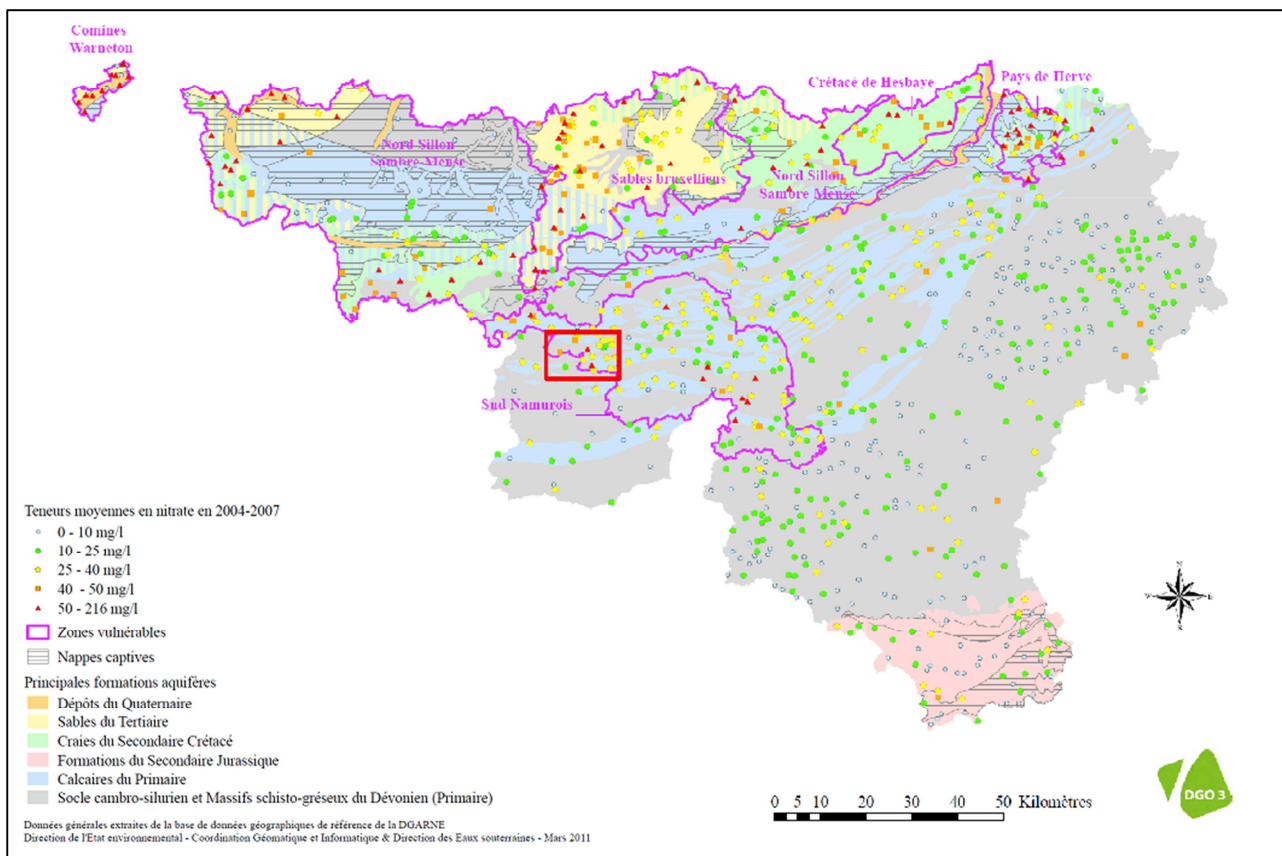 Comines
Warneton
Crétacé de Hesbaye
Pays de Herve
Nord Sillon
Sambre Meuse
Sables bruxelliens
Nord Sillon
Sambre Meuse
Sud Namurois
Teneurs moyennes en nitrate en 2004-2007
0 - 10 mg/l
10 - 25 mg/l
25 - 40 mg/l
40 - 50 mg/l
50 - 216 mg/l
Zones vulnérables
Nappes captives
Principales formations aquifères
Dépôts du Quaternaire
Sables du Tertiaire
Craies du Secondaire Crétacé
Formations du Secondaire Jurassique
Calcaires du Primaire
Socle cambro-silurien et Massifs schisto-gréseux du Dévonien (Primaire)
N
W E
S
DGO 3
0 5 10 20 30 40 50 Kilomètres
Données générales extraites de la base de données géographiques de référence de la DGARNE
Direction de l'Etat environnemental - Coordination Géomatique et Informatique & Direction des Eaux souterraines - Mars 2011